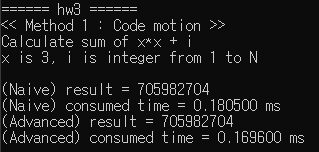 ====== hw3 ======
<< Method 1 : Code motion >>
Calculate sum of x*x + i
x is 3, i is integer from 1 to N
(Naive) result = 705982704
(Naive) consumed time = 0.180500 ms
(Advanced) result = 705982704
(Advanced) consumed time = 0.169600 ms